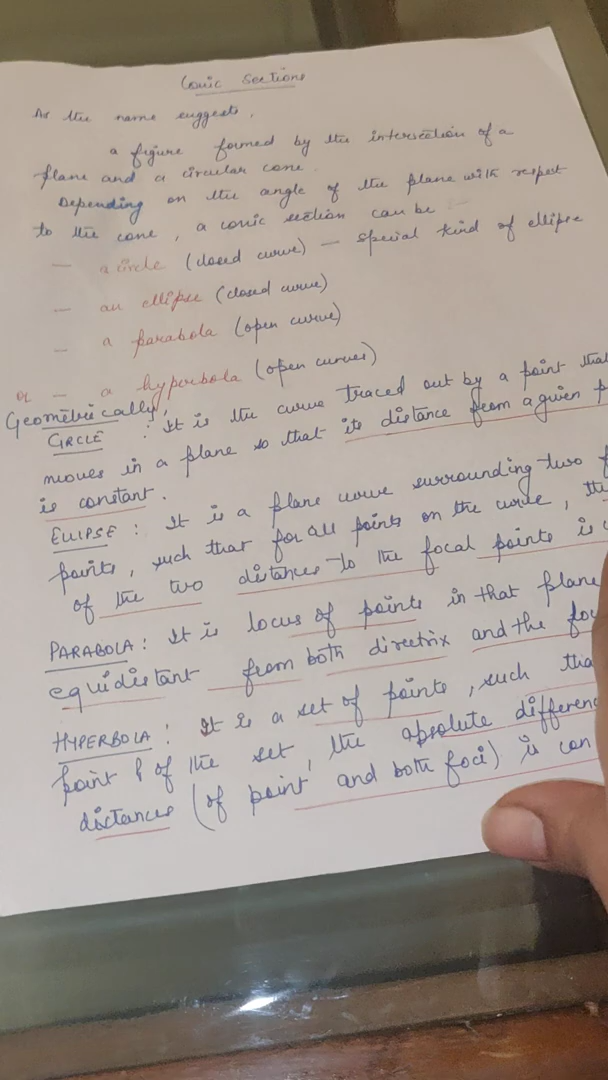 Conic Sections
As the name suggests,
a figure formed by the intersection of a
plane and a circular cone.
Depending on the angle of the plane with respect
to the cone, a conic section can be
— a circle (closed curve) — special kind of ellipse
— an ellipse (closed curve)
— a parabola (open curve)
or — a hyperbola (open curves)
Geometrically,
CIRCLE : It is the curve traced out by a point that
moves in a plane so that its distance from a given
is constant.
ELLIPSE : It is a plane curve surrounding two
points, such that for all points on the curve, the
of the two distances to the focal points is
PARABOLA : It is locus of points in that plane
equidistant from both directrix and the
HYPERBOLA : It is a set of points, such
point P of the set, the absolute
distances (of point and both foci) is